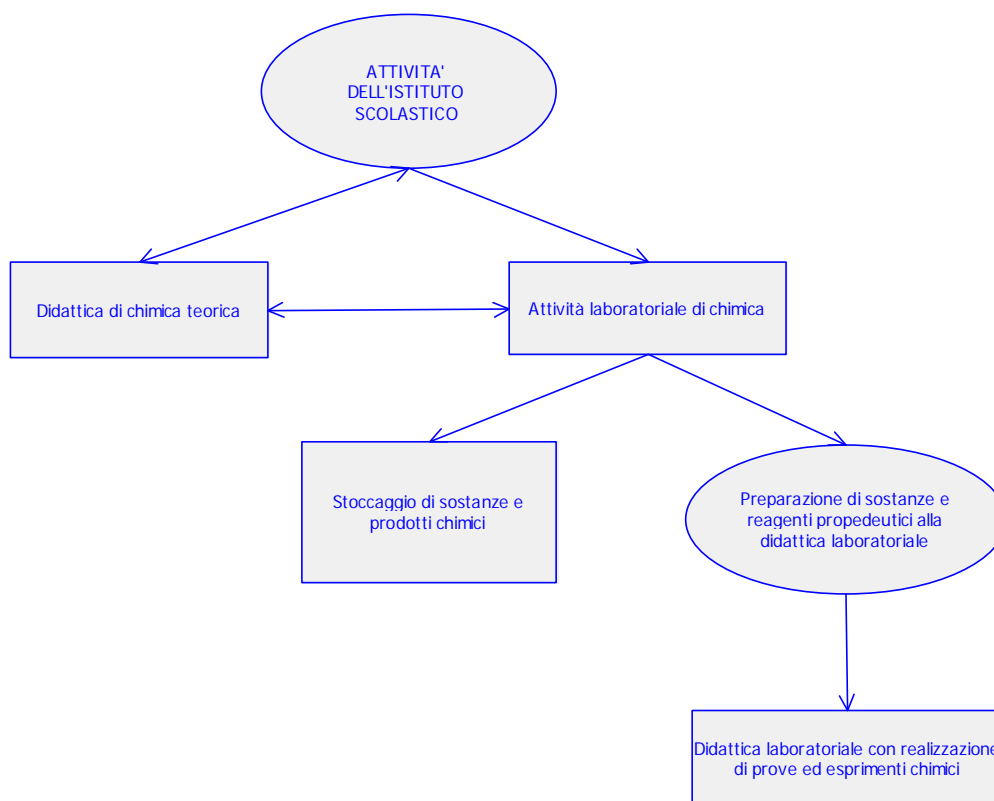 ATTIVITA'
DELL'ISTITUTO
SCOLASTICO
Didattica di chimica teorica
Attività laboratoriale di chimica
Stoccaggio di sostanze e
prodotti chimici
Preparazione di sostanze e
reagenti propedeutici alla
didattica laboratoriale
Didattica laboratoriale con realizzazione
di prove ed esprimenti chimici